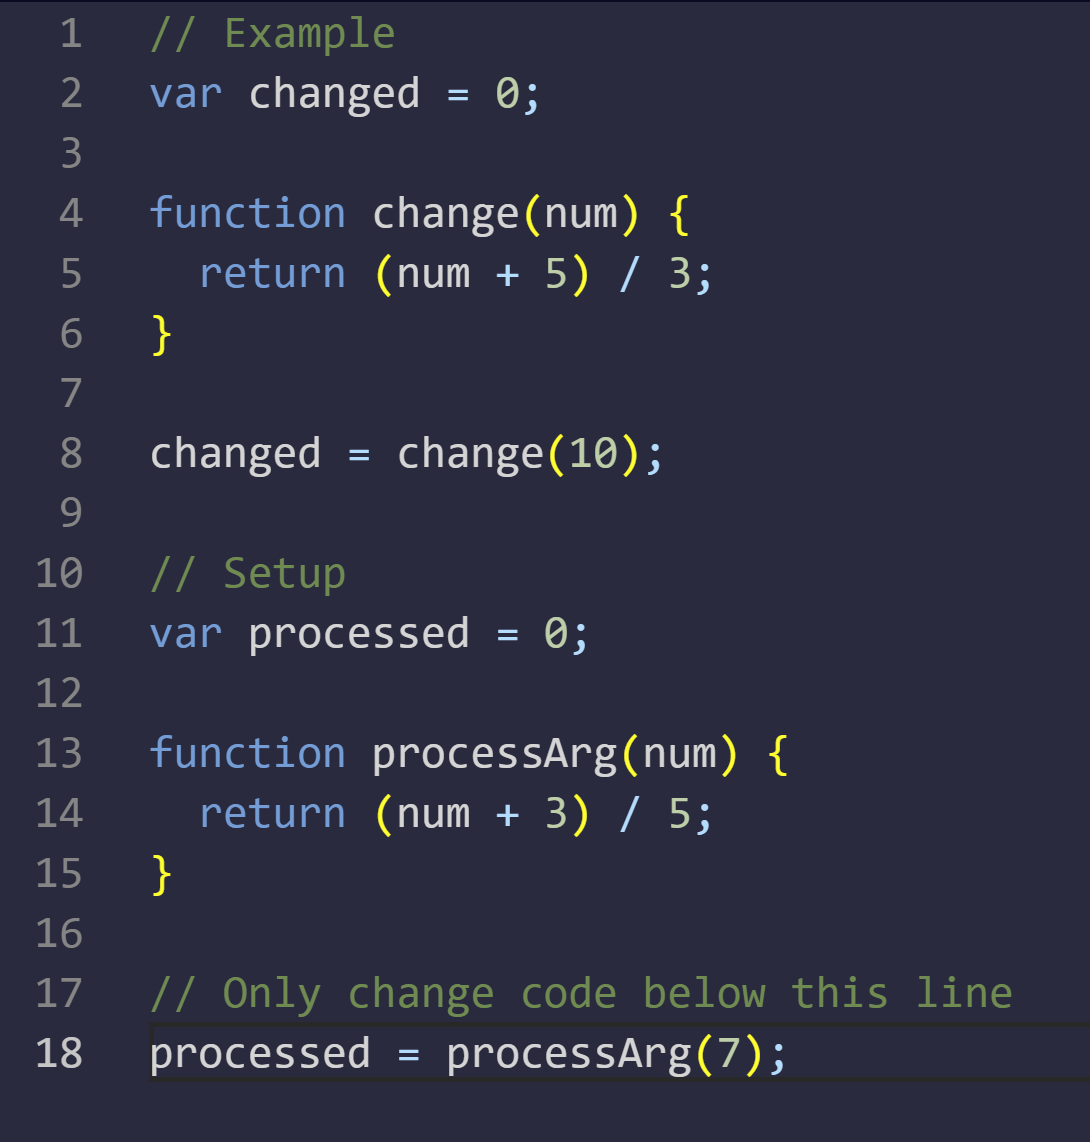 1 // Example
2 var changed = 0;
3
4 function change(num) {
5   return (num + 5) / 3;
6 }
7
8 changed = change(10);
9
10 // Setup
11 var processed = 0;
12
13 function processArg(num) {
14   return (num + 3) / 5;
15 }
16
17 // Only change code below this line
18 processed = processArg(7);